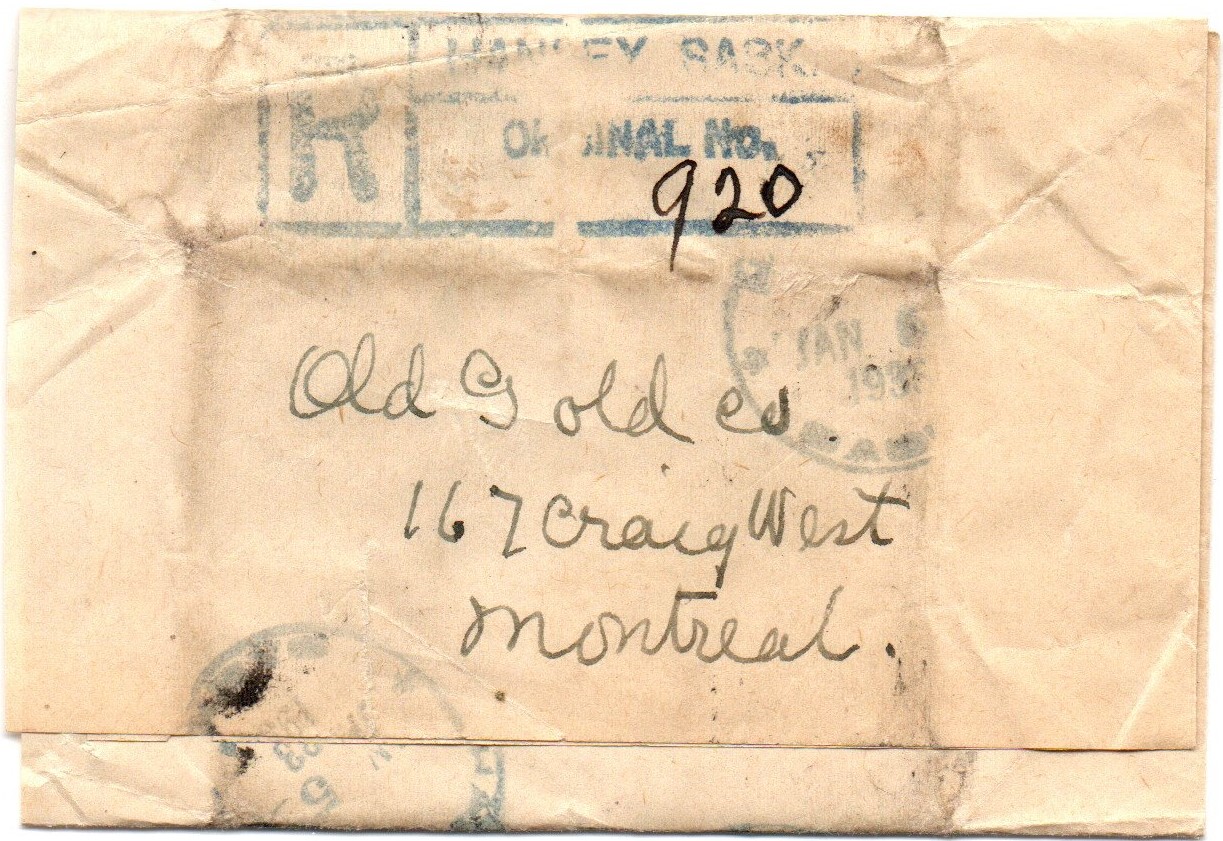 R
HANLEY SASK.
ORIGINAL No.
920
JAN
Old Gold co.
167 Craig West
Montreal.